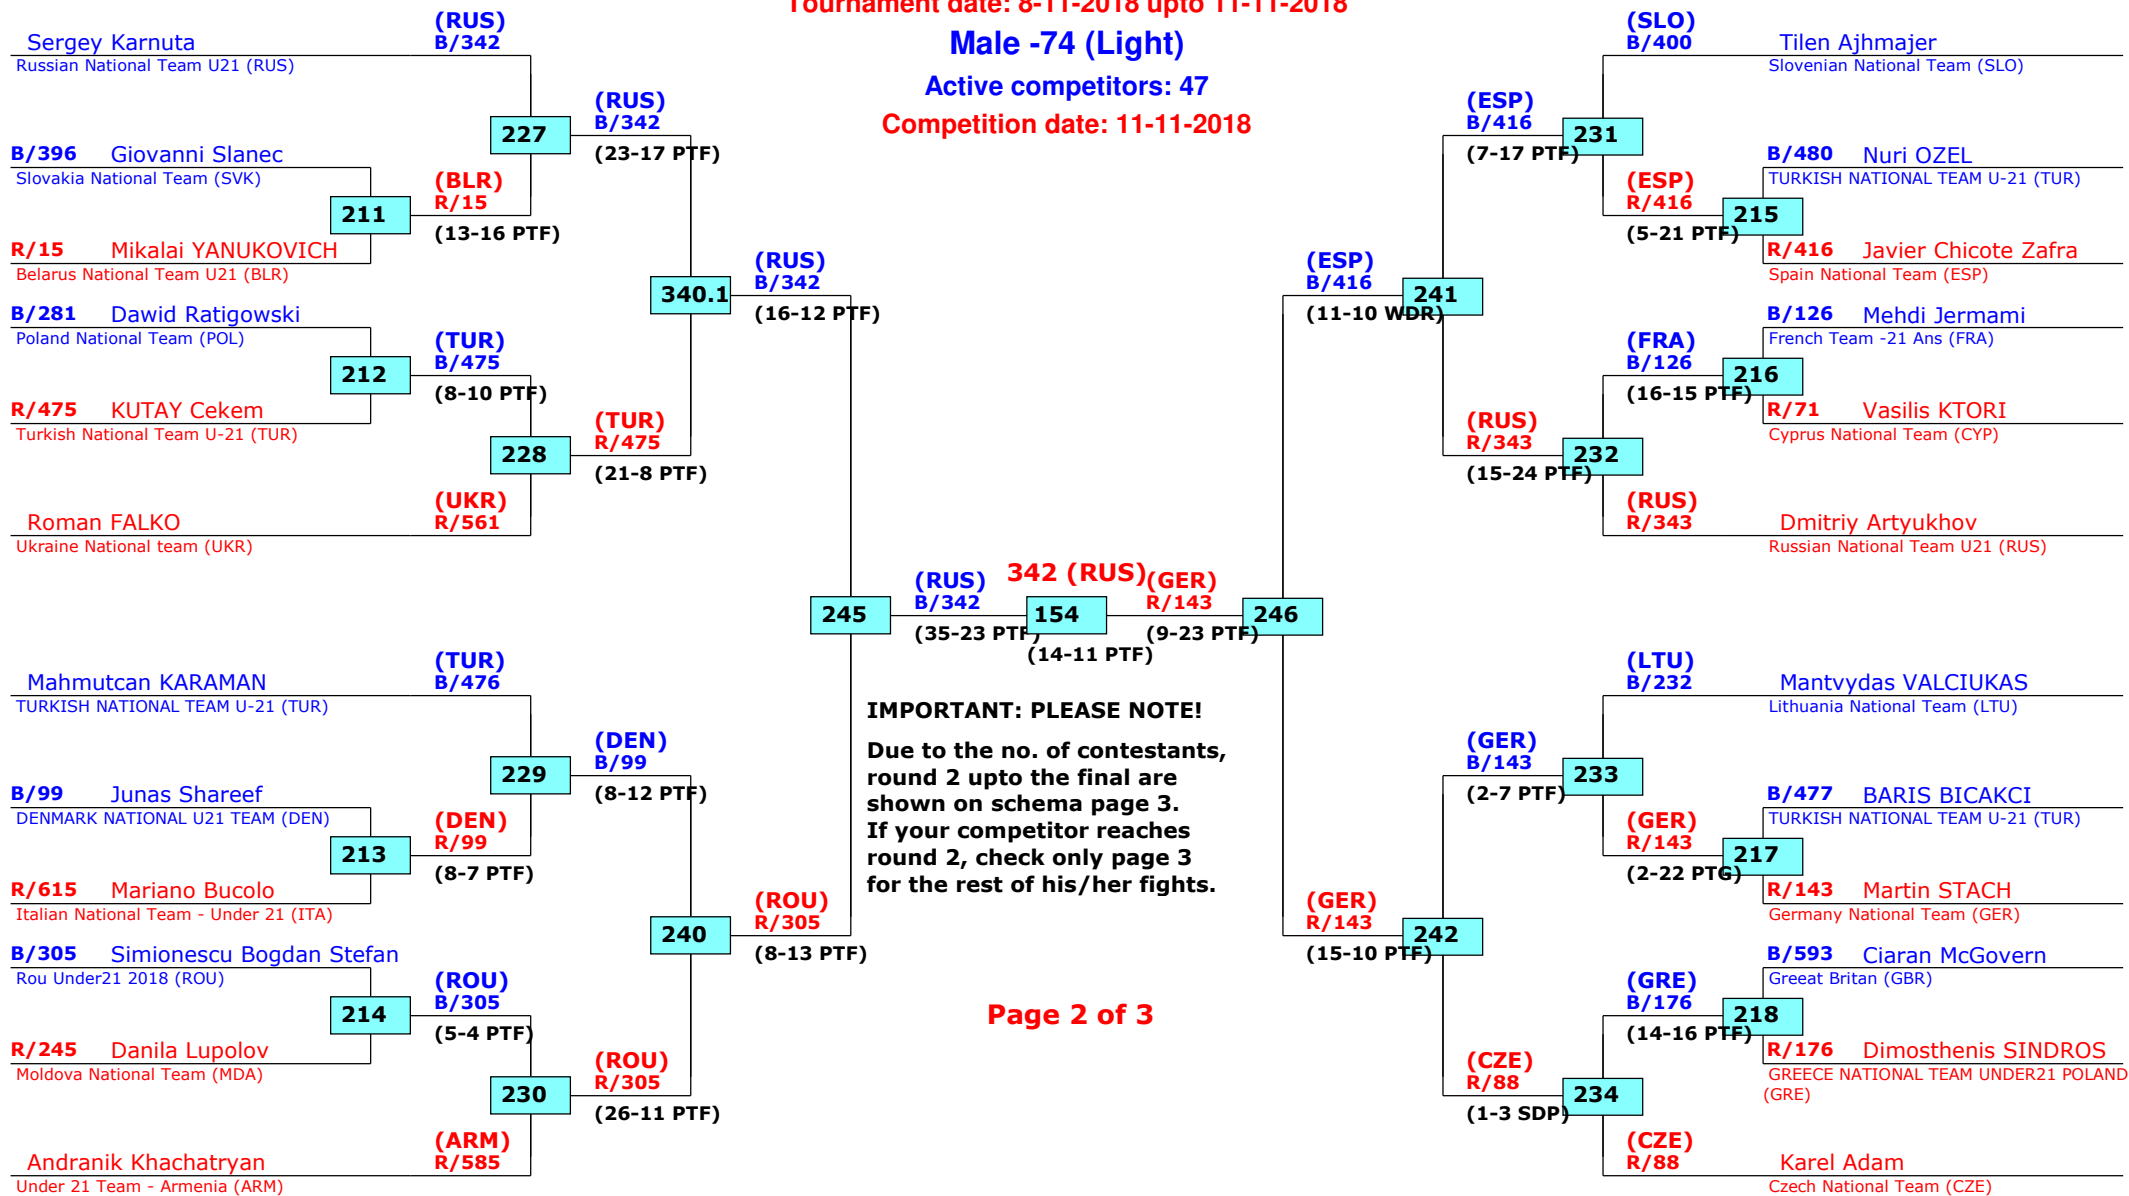 Tournament date: 8-11-2018 upto 11-11-2018
Male -74 (Light)
Active competitors: 47
Competition date: 11-11-2018
(RUS)
B/342
Sergey Karnuta
Russian National Team U21 (RUS)
B/396 Giovanni Slanec
Slovakia National Team (SVK)
211
R/15 Mikalai YANUKOVICH
Belarus National Team U21 (BLR)
(BLR)
R/15
(13-16 PTF)
227
(RUS)
B/342
(23-17 PTF)
B/281 Dawid Ratigowski
Poland National Team (POL)
212
R/475 KUTAY Cekem
Turkish National Team U-21 (TUR)
(TUR)
B/475
(8-10 PTF)
228
(UKR)
R/561
Roman FALKO
Ukraine National team (UKR)
(TUR)
R/475
(21-8 PTF)
340.1
(RUS)
B/342
(16-12 PTF)
(TUR)
B/476
Mahmutcan KARAMAN
TURKISH NATIONAL TEAM U-21 (TUR)
B/99 Junas Shareef
DENMARK NATIONAL U21 TEAM (DEN)
213
R/615 Mariano Bucolo
Italian National Team - Under 21 (ITA)
(DEN)
R/99
(8-7 PTF)
229
(DEN)
B/99
(8-12 PTF)
B/305 Simionescu Bogdan Stefan
Rou Under21 2018 (ROU)
214
R/245 Danila Lupolov
Moldova National Team (MDA)
(ROU)
B/305
(5-4 PTF)
230
(ARM)
R/585
Andranik Khachatryan
Under 21 Team - Armenia (ARM)
(ROU)
R/305
(26-11 PTF)
240
(ROU)
R/305
(8-13 PTF)
245
(RUS)
B/342
(35-23 PTF)
342 (RUS)
154
(14-11 PTF)
(GER)
R/143
(9-23 PTF)
246
IMPORTANT: PLEASE NOTE!
Due to the no. of contestants,
round 2 upto the final are
shown on schema page 3.
If your competitor reaches
round 2, check only page 3
for the rest of his/her fights.
Page 2 of 3
(SLO)
B/400
Tilen Ajhmajer
Slovenian National Team (SLO)
B/480 Nuri OZEL
TURKISH NATIONAL TEAM U-21 (TUR)
215
R/416 Javier Chicote Zafra
Spain National Team (ESP)
(ESP)
R/416
(5-21 PTF)
231
(ESP)
B/416
(7-17 PTF)
B/126 Mehdi Jermami
French Team -21 Ans (FRA)
216
R/71 Vasilis KTORI
Cyprus National Team (CYP)
(FRA)
B/126
(16-15 PTF)
232
(RUS)
R/343
Dmitriy Artyukhov
Russian National Team U21 (RUS)
(RUS)
R/343
(15-24 PTF)
241
(ESP)
B/416
(11-10 WDR)
(LTU)
B/232
Mantvydas VALCIUKAS
Lithuania National Team (LTU)
B/477 BARIS BICAKCI
TURKISH NATIONAL TEAM U-21 (TUR)
217
R/143 Martin STACH
Germany National Team (GER)
(GER)
R/143
(2-22 PTG)
233
(GER)
B/143
(2-7 PTF)
B/593 Ciaran McGovern
Greeat Britan (GBR)
218
R/176 Dimosthenis SINDROS
GREECE NATIONAL TEAM UNDER21 POLAND
(GRE)
(GRE)
B/176
(14-16 PTF)
234
(CZE)
R/88
Karel Adam
Czech National Team (CZE)
(CZE)
R/88
(1-3 SDP)
242
(GER)
R/143
(15-10 PTF)